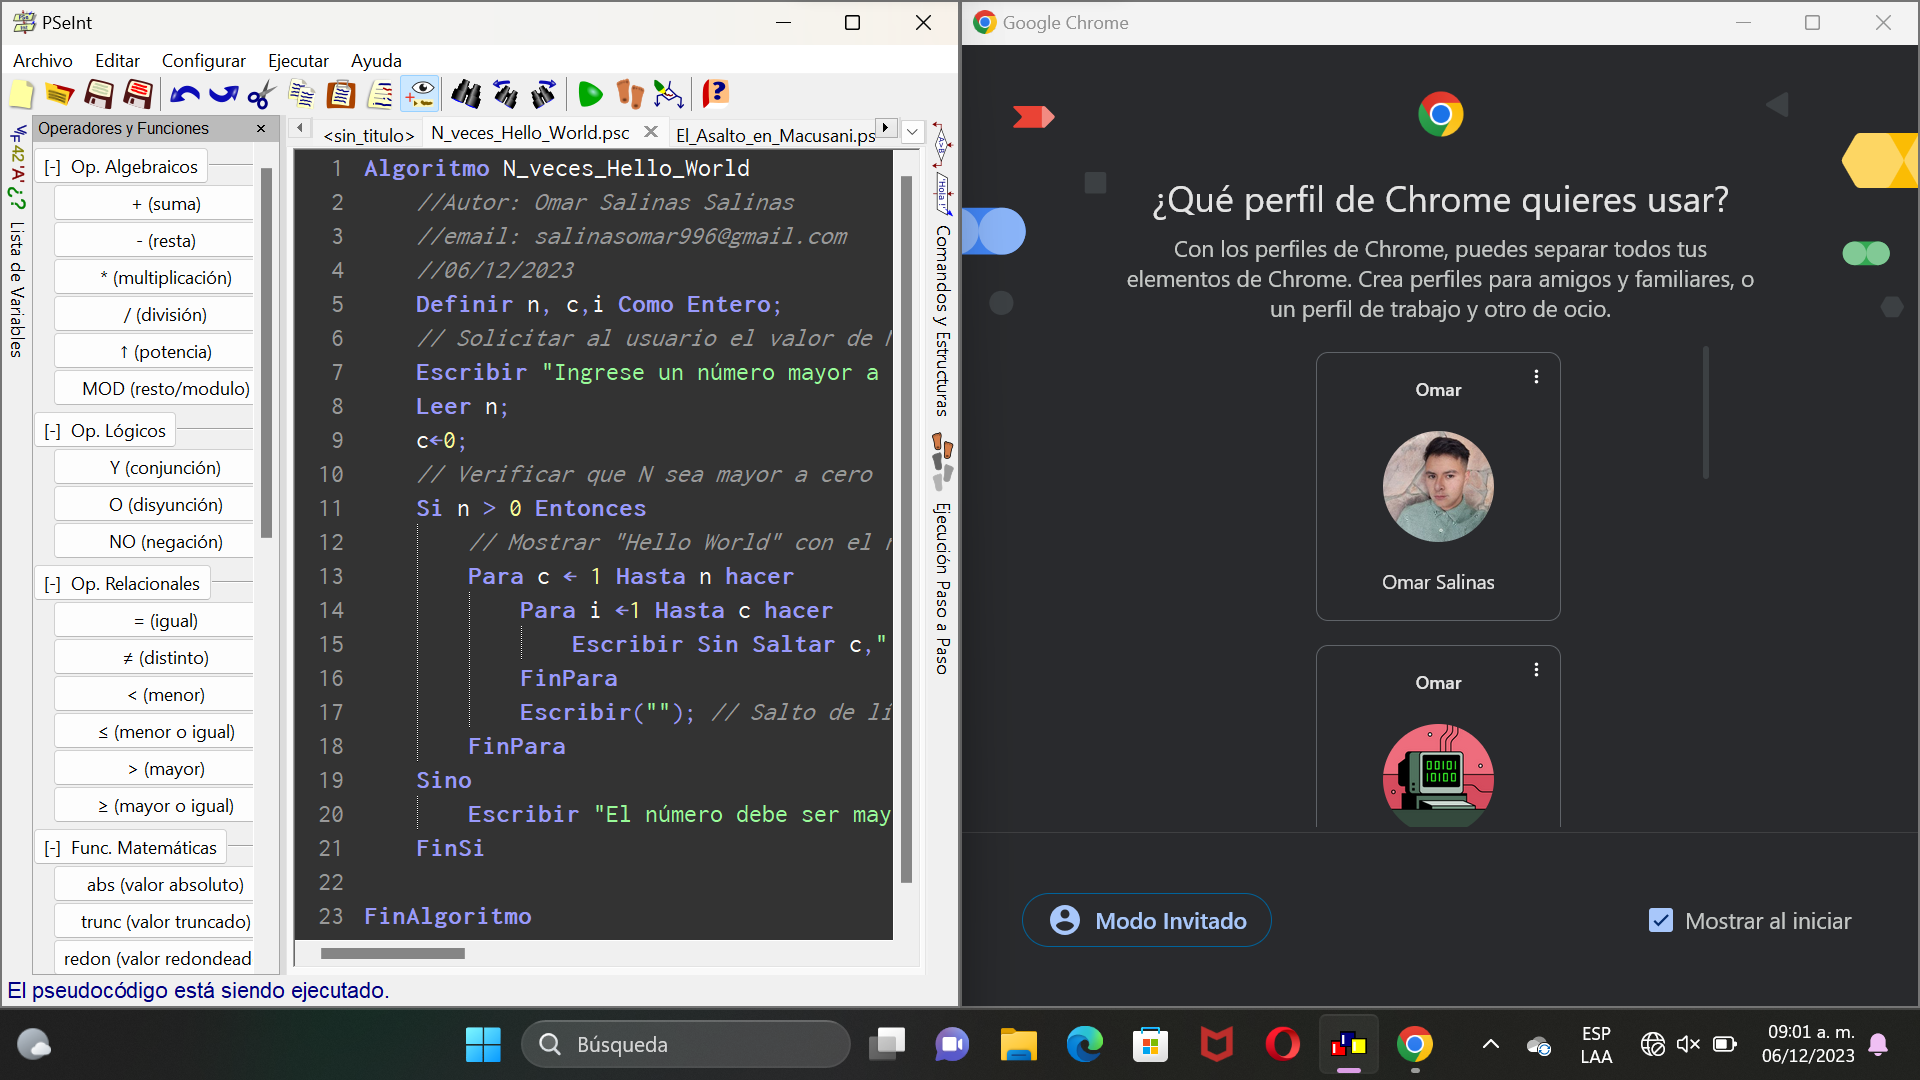 PSeInt
Archivo Editar Configurar Ejecutar Ayuda
Operadores y Funciones
<sin_titulo> N_veces_Hello_World.psc El_Asalto_en_Macusani.ps
Lista de Variables
[-] Op. Algebraicos
+ (suma)
- (resta)
* (multiplicación)
/ (división)
↑ (potencia)
MOD (resto/modulo)
[-] Op. Lógicos
Y (conjunción)
O (disyunción)
NO (negación)
[-] Op. Relacionales
= (igual)
≠ (distinto)
< (menor)
≤ (menor o igual)
> (mayor)
≥ (mayor o igual)
[-] Func. Matemáticas
abs (valor absoluto)
trunc (valor truncado)
redon (valor redondead
1 Algoritmo N_veces_Hello_World
2 //Autor: Omar Salinas Salinas
3 //email: salinasomar996@gmail.com
4 //06/12/2023
5 Definir n, c,i Como Entero;
6 // Solicitar al usuario el valor de
7 Escribir "Ingrese un número mayor a
8 Leer n;
9 c←0;
10 // Verificar que N sea mayor a cero
11 Si n > 0 Entonces
12 // Mostrar "Hello World" con el
13 Para c ← 1 Hasta n hacer
14 Para i ←1 Hasta c hacer
15 Escribir Sin Saltar c,"
16 FinPara
17 Escribir(""); // Salto de lí
18 FinPara
19 Sino
20 Escribir "El número debe ser may
21 FinSi
22
23 FinAlgoritmo
Comandos y Estructuras
Ejecución Paso a Paso
El pseudocódigo está siendo ejecutado.
Google Chrome
¿Qué perfil de Chrome quieres usar?
Con los perfiles de Chrome, puedes separar todos tus
elementos de Chrome. Crea perfiles para amigos y familiares, o
un perfil de trabajo y otro de ocio.
Omar
Omar Salinas
Omar
00101
10100
Modo Invitado
Mostrar al iniciar
Búsqueda
ESP
LAA
09:01 a. m.
06/12/2023